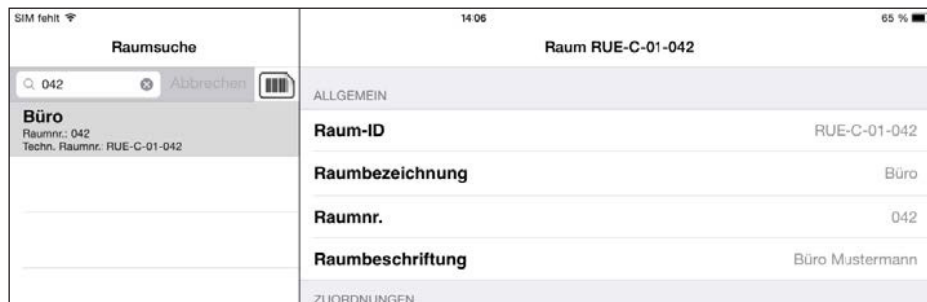 SIM fehlt
14:06
65 %
Raumsuche
Raum RUE-C-01-042
042
Abbrechen
ALLGEMEIN
Büro
Raumnr.: 042
Techn. Raumnr.: RUE-C-01-042
Raum-ID
RUE-C-01-042
Raumbezeichnung
Büro
Raumnr.
042
Raumbeschriftung
Büro Mustermann
ZUORDNUNGEN